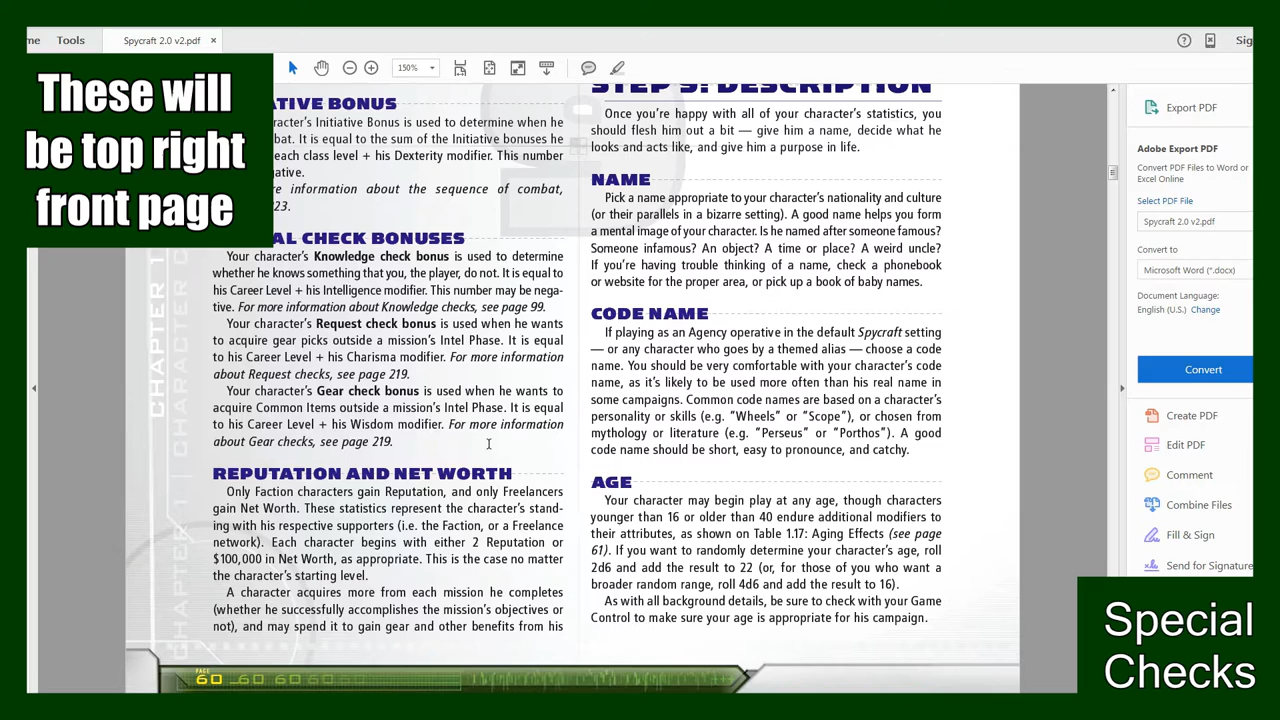 me
Tools
Spycraft 2.0 v2.pdf
×
Sig
150%
These will
be top right
front page
ATIVE BONUS
racter's Initiative Bonus is used to determine when he
bat. It is equal to the sum of the Initiative bonuses he
each class level + his Dexterity modifier. This number
gative.
re information about the sequence of combat,
323.
AL CHECK BONUSES
Your character's Knowledge check bonus is used to determine
whether he knows something that you, the player, do not. It is equal to
his Career Level + his Intelligence modifier. This number may be nega-
tive. For more information about Knowledge checks, see page 99.
Your character's Request check bonus is used when he wants
to acquire gear picks outside a mission's Intel Phase. It is equal
to his Career Level + his Charisma modifier. For more information
about Request checks, see page 219.
Your character's Gear check bonus is used when he wants to
acquire Common Items outside a mission's Intel Phase. It is equal
to his Career Level + his Wisdom modifier. For more information
about Gear checks, see page 219.
REPUTATION AND NET WORTH
Only Faction characters gain Reputation, and only Freelancers
gain Net Worth. These statistics represent the character's stand-
ing with his respective supporters (i.e. the Faction, or a Freelance
network). Each character begins with either 2 Reputation or
$100,000 in Net Worth, as appropriate. This is the case no matter
the character's starting level.
A character acquires more from each mission he completes
(whether he successfully accomplishes the mission's objectives or
not), and may spend it to gain gear and other benefits from his
STEP 9: DESCRIPTION
Once you're happy with all of your character's statistics, you
should flesh him out a bit — give him a name, decide what he
looks and acts like, and give him a purpose in life.
NAME
Pick a name appropriate to your character's nationality and culture
(or their parallels in a bizarre setting). A good name helps you form
a mental image of your character. Is he named after someone famous?
Someone infamous? An object? A time or place? A weird uncle?
If you're having trouble thinking of a name, check a phonebook
or website for the proper area, or pick up a book of baby names.
CODE NAME
If playing as an Agency operative in the default Spycraft setting
— or any character who goes by a themed alias — choose a code
name. You should be very comfortable with your character's code
name, as it's likely to be used more often than his real name in
some campaigns. Common code names are based on a character's
personality or skills (e.g. "Wheels" or "Scope"), or chosen from
mythology or literature (e.g. "Perseus" or "Porthos"). A good
code name should be short, easy to pronounce, and catchy.
AGE
Your character may begin play at any age, though characters
younger than 16 or older than 40 endure additional modifiers to
their attributes, as shown on Table 1.17: Aging Effects (see page
61). If you want to randomly determine your character's age, roll
2d6 and add the result to 22 (or, for those of you who want a
broader random range, roll 4d6 and add the result to 16).
As with all background details, be sure to check with your Game
Control to make sure your age is appropriate for his campaign.
CHAPTER
PAGE
60 60 60 60 60
Export PDF
Adobe Export PDF
Convert PDF Files to Word or
Excel Online
Select PDF File
Spycraft 2.0 v2.pdf
Convert to
Microsoft Word (*.docx)
Document Language:
English (U.S.) Change
Convert
Create PDF
Edit PDF
Comment
Combine Files
Fill & Sign
Send for Signature
Special
Checks